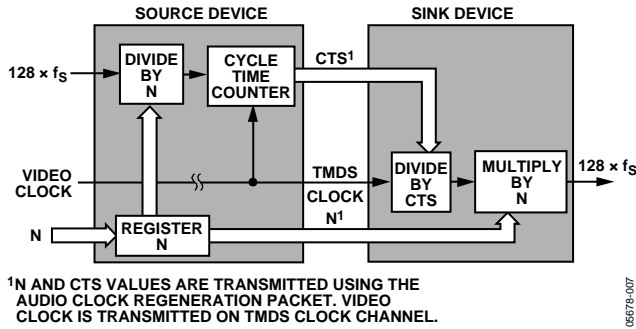 SOURCE DEVICE
SINK DEVICE
128 × fS
DIVIDE
BY
N
CYCLE
TIME
COUNTER
CTS1
VIDEO
CLOCK
TMDS
CLOCK
N1
DIVIDE
BY
CTS
MULTIPLY
BY
N
128 × fS
N
REGISTER
N
1N AND CTS VALUES ARE TRANSMITTED USING THE
AUDIO CLOCK REGENERATION PACKET. VIDEO
CLOCK IS TRANSMITTED ON TMDS CLOCK CHANNEL.
05678-007